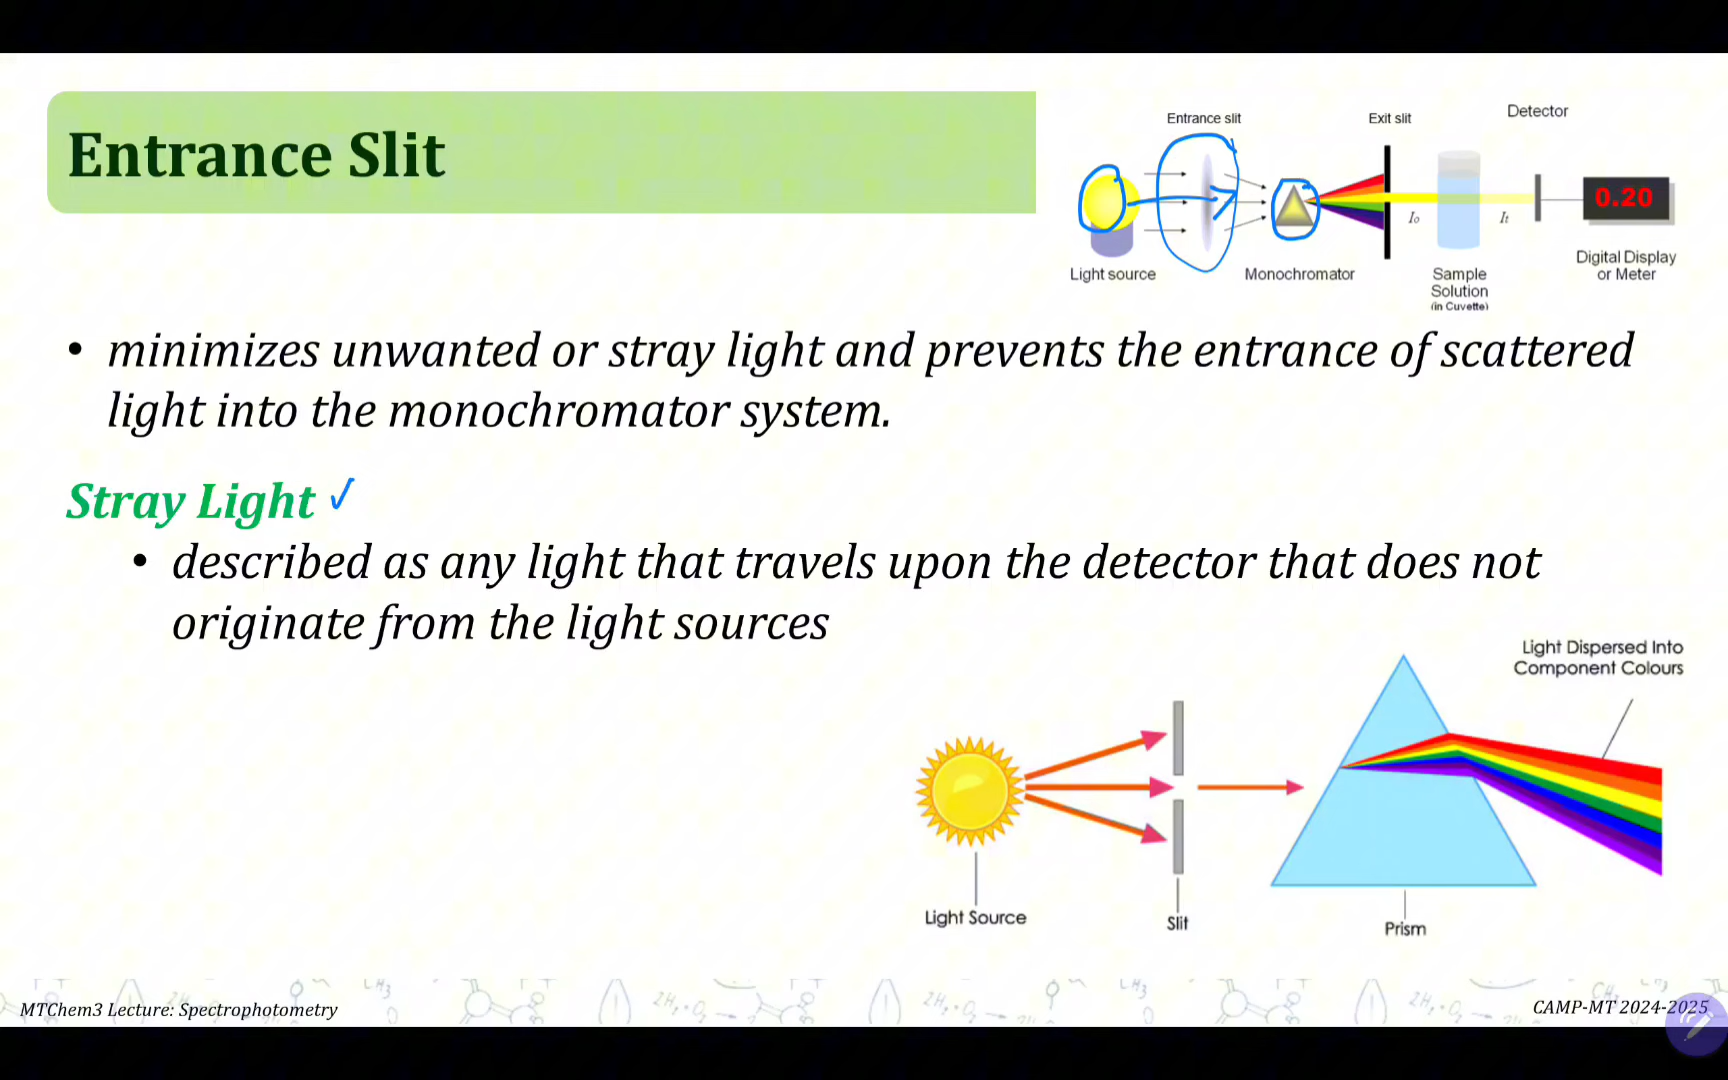 Entrance Slit
Entrance slit
Exit slit
Detector
0.20
Io
It
Light source
Monochromator
Sample
Solution
(in Cuvette)
Digital Display
or Meter
• minimizes unwanted or stray light and prevents the entrance of scattered
light into the monochromator system.
Stray Light ✓
• described as any light that travels upon the detector that does not
originate from the light sources
Light Dispersed Into
Component Colours
Light Source
Slit
Prism
MTChem3 Lecture: Spectrophotometry
CAMP-MT 2024-2025